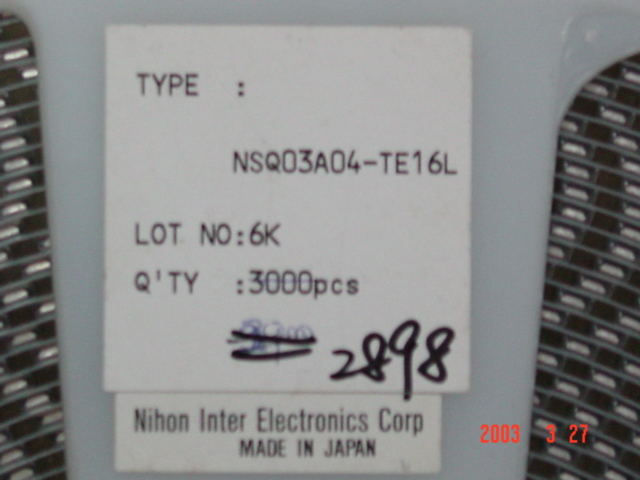 TYPE :
NSQ03A04-TE16L
LOT NO:6K
Q'TY :3000pcs
2898
Nihon Inter Electronics Corp
MADE IN JAPAN
2003 3 27